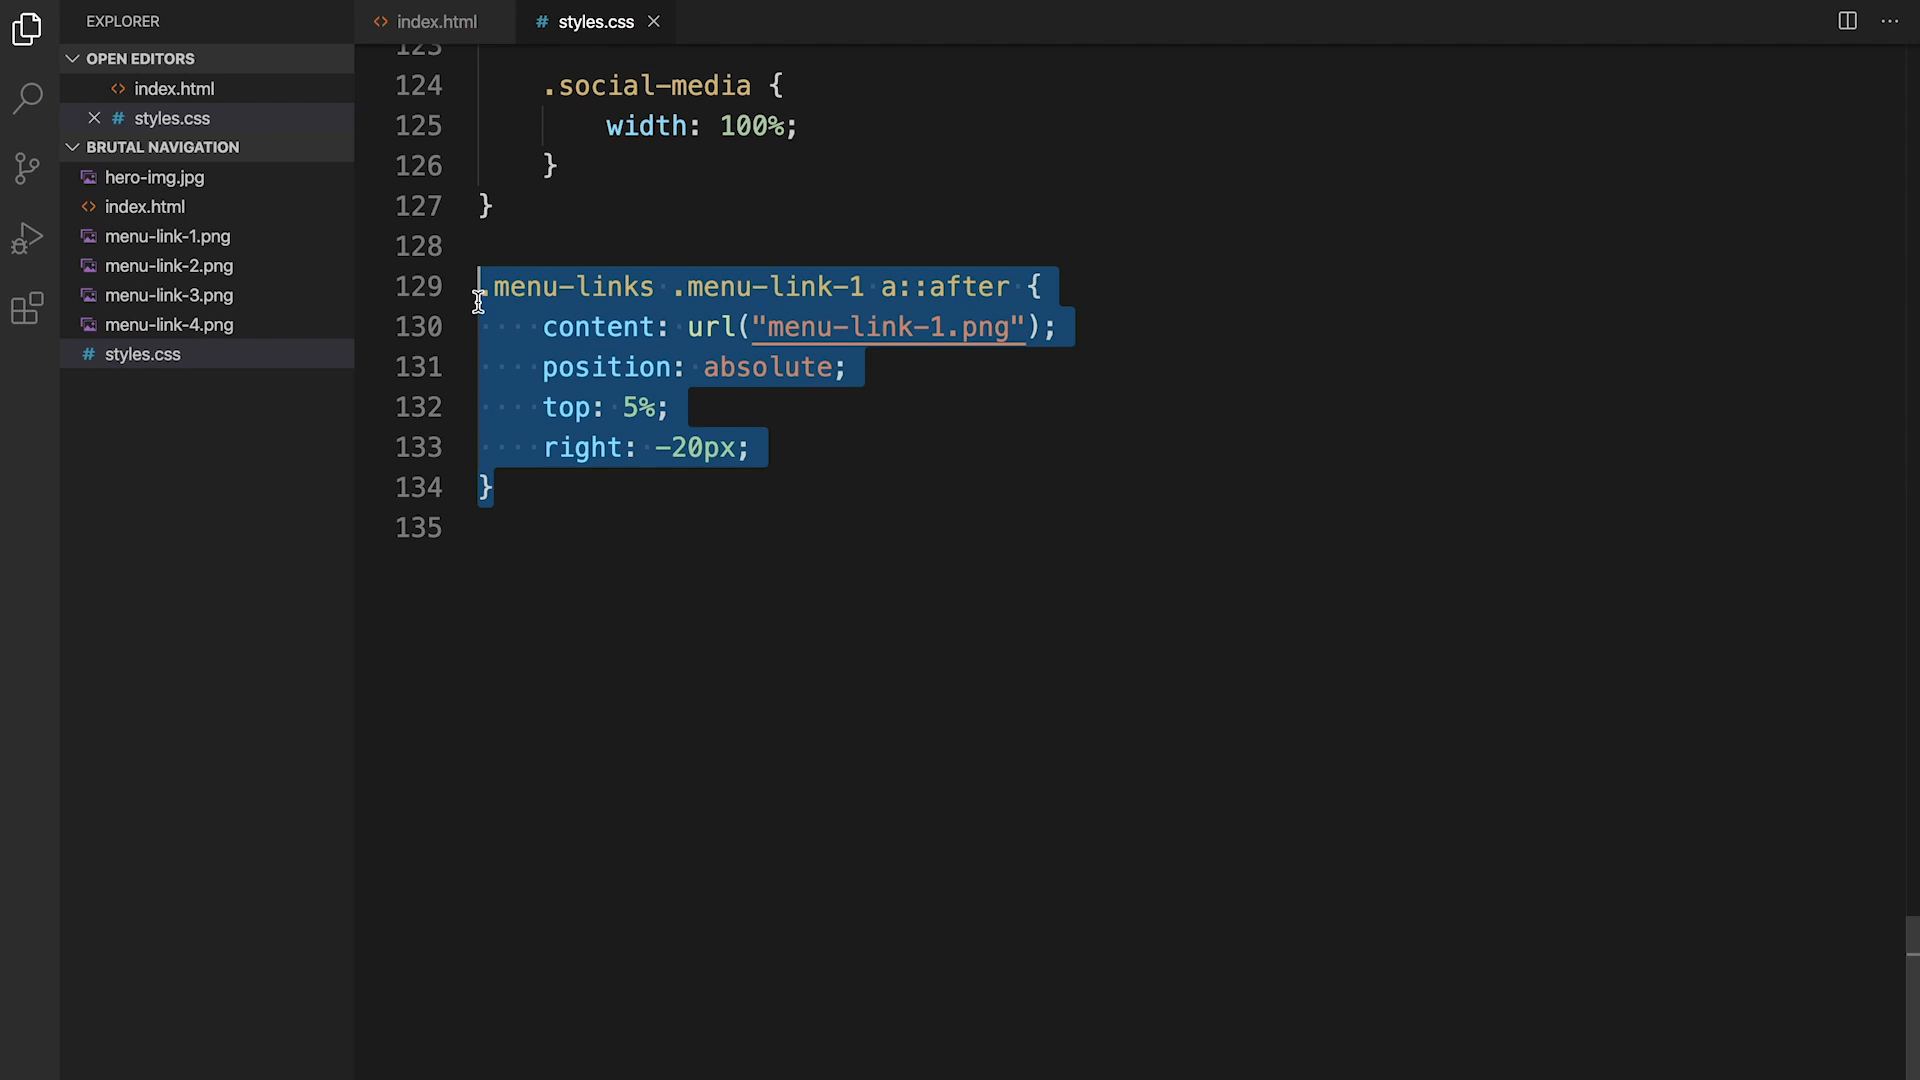 EXPLORER
OPEN EDITORS
<> index.html
# styles.css
BRUTAL NAVIGATION
hero-img.jpg
<> index.html
menu-link-1.png
menu-link-2.png
menu-link-3.png
menu-link-4.png
# styles.css
<> index.html
# styles.css
123
124 .social-media {
125 width: 100%;
126 }
127 }
128
129 .menu-links .menu-link-1 a::after {
130 content: url("menu-link-1.png");
131 position: absolute;
132 top: 5%;
133 right: -20px;
134 }
135